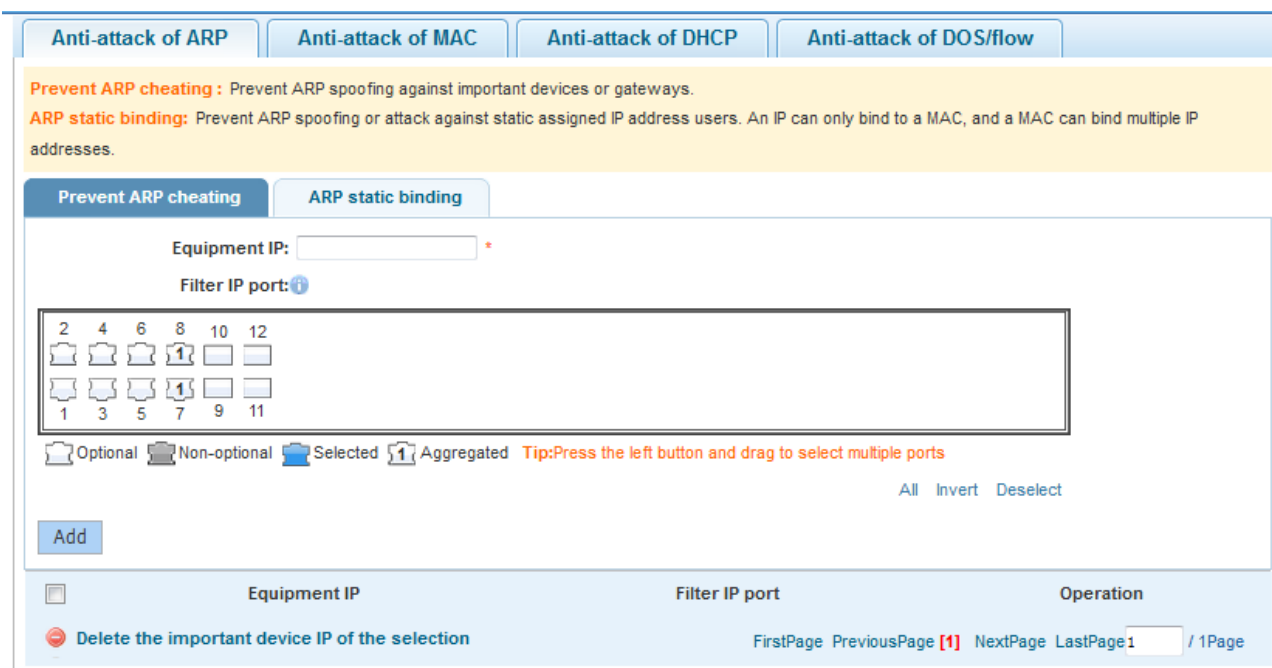 Anti-attack of ARP Anti-attack of MAC Anti-attack of DHCP Anti-attack of DOS/flow
Prevent ARP cheating : Prevent ARP spoofing against important devices or gateways.
ARP static binding: Prevent ARP spoofing or attack against static assigned IP address users. An IP can only bind to a MAC, and a MAC can bind multiple IP
addresses.
Prevent ARP cheating ARP static binding
Equipment IP: *
Filter IP port:
2 4 6 8 10 12
1
1
1 3 5 7 9 11
Optional Non-optional Selected 1 Aggregated Tip:Press the left button and drag to select multiple ports
All Invert Deselect
Add
Equipment IP Filter IP port Operation
Delete the important device IP of the selection FirstPage PreviousPage [1] NextPage LastPage 1 / 1Page